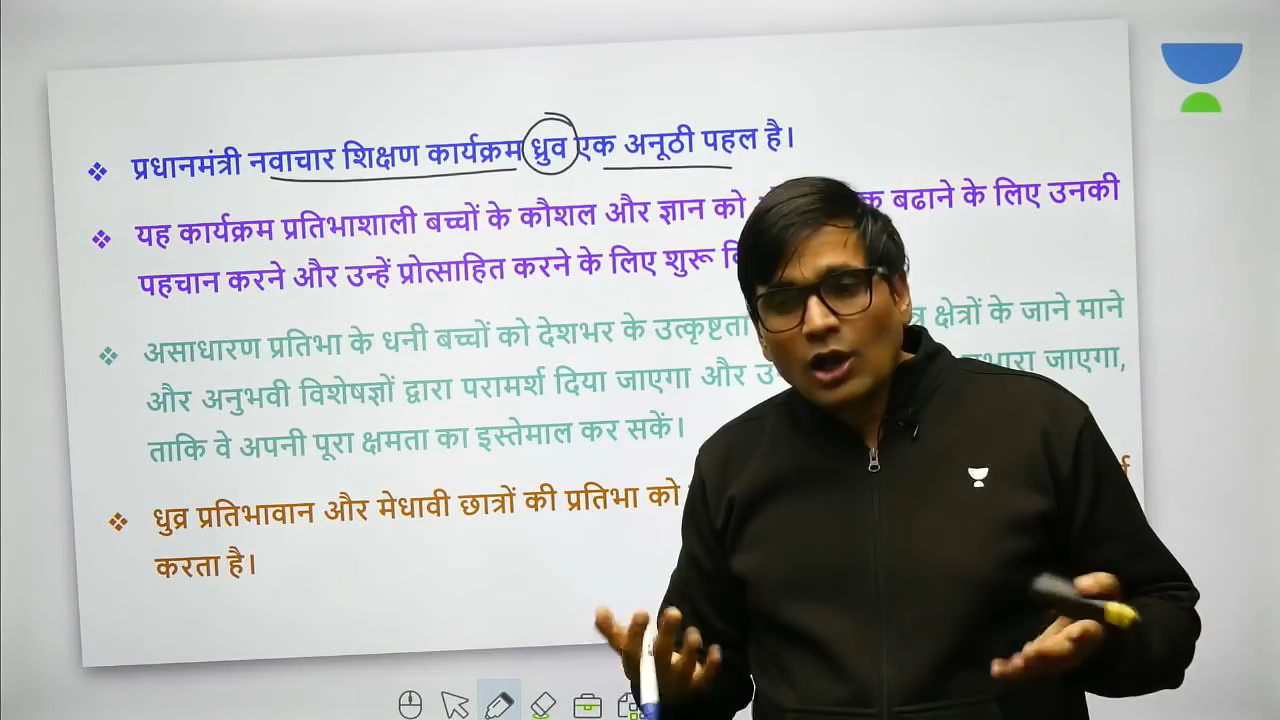 प्रधानमंत्री नवाचार शिक्षण कार्यक्रम ध्रुव एक अनूठी पहल है।
यह कार्यक्रम प्रतिभाशाली बच्चों के कौशल और ज्ञान को बढाने के लिए उनकी
पहचान करने और उन्हें प्रोत्साहित करने के लिए शुरू
असाधारण प्रतिभा के धनी बच्चों को देशभर के उत्कृष्टता क्षेत्रों के जाने माने
और अनुभवी विशेषज्ञों द्वारा परामर्श दिया जाएगा और जाएगा,
ताकि वे अपनी पूरा क्षमता का इस्तेमाल कर सकें।
धुव्र प्रतिभावान और मेधावी छात्रों की प्रतिभा को
करता है।